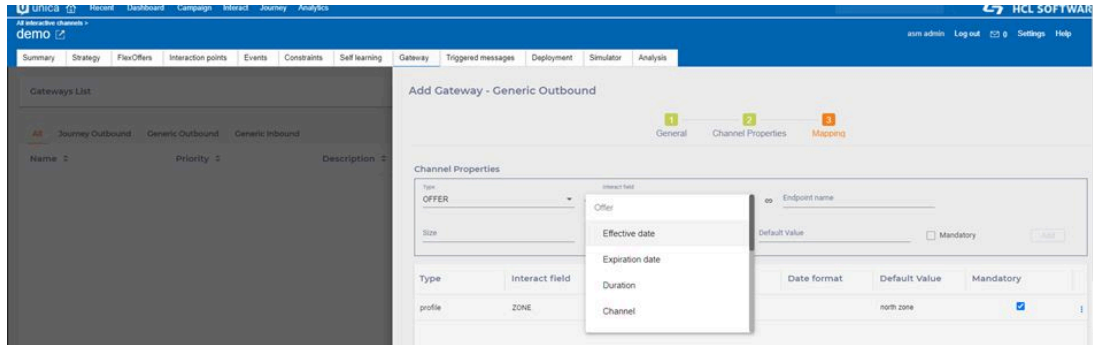 unica Recent Dashboard Campaign Interact Journey Analytics HCL SOFTWAR
All interactive channels >
demo asm admin Log out 0 Settings Help
Summary Strategy FlexOffers Interaction points Events Constraints Self learning Gateway Triggered messages Deployment Simulator Analysis
Gateways List Add Gateway - Generic Outbound
1 2 3
General Channel Properties Mapping
All Journey Outbound Generic Outbound Generic Inbound
Name Priority Description
Channel Properties
Type Interact field
OFFER Endpoint name
Offer
Size Effective date Default Value Mandatory Add
Expiration date
Type Interact field Duration Date format Default Value Mandatory
profile ZONE Channel north zone